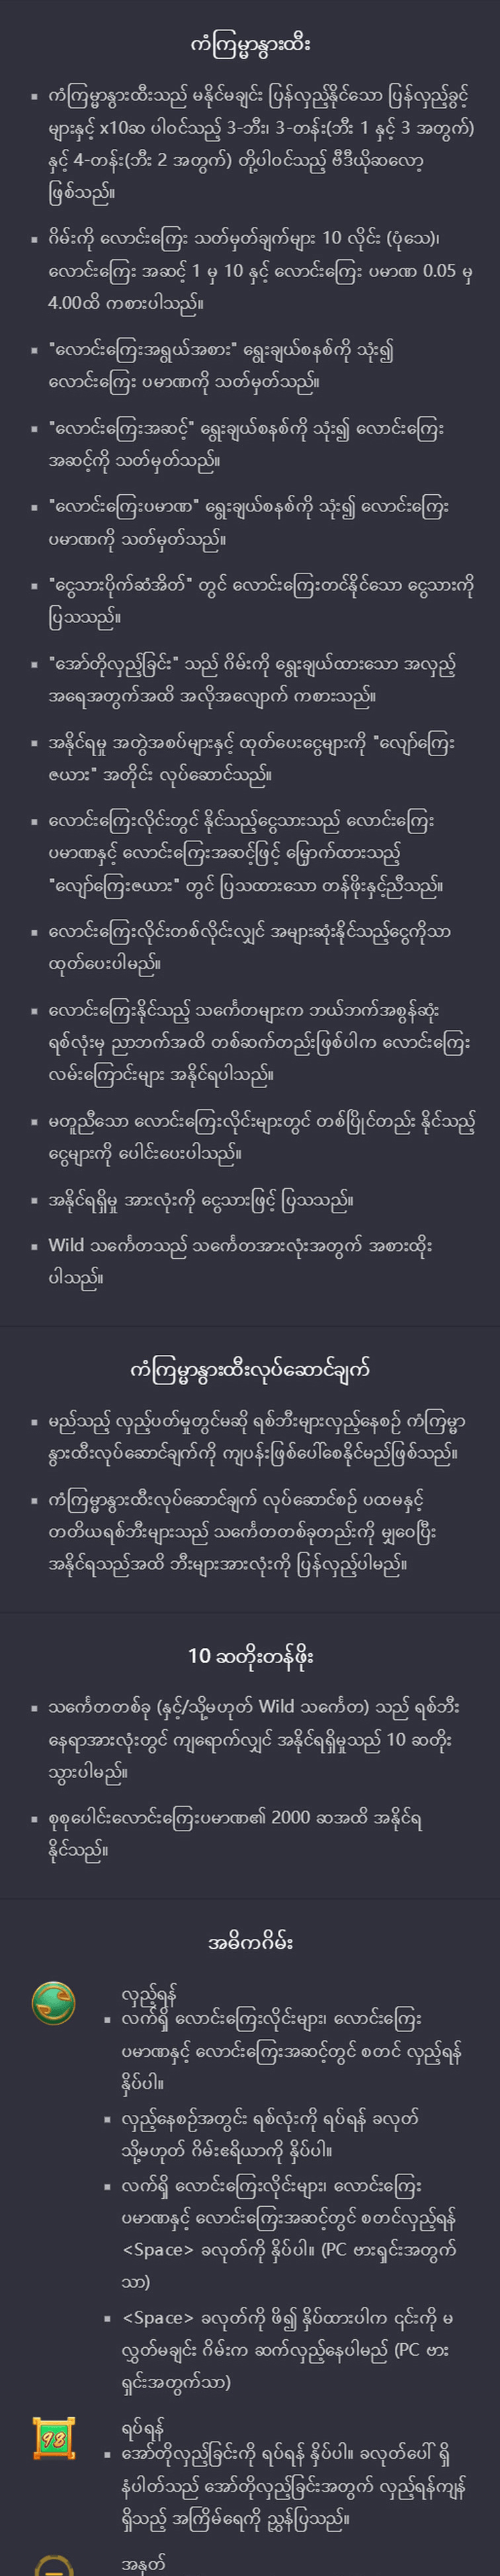 ကံကြမ္မာနွားထီး
ကံကြမ္မာနွားထီးသည် မနိုင်မချင်း ပြန်လှည့်နိုင်သော ပြန်လှည့်ခွင့်
များနှင့် x10ဆ ပါဝင်သည့် 3-ဘီး၊ 3-တန်း(ဘီး 1 နှင့် 3 အတွက်)
နှင့် 4-တန်း(ဘီး 2 အတွက်) တို့ပါဝင်သည့် ဗီဒီယိုဆလော့
ဖြစ်သည်။
ဂိမ်းကို လောင်းကြေး သတ်မှတ်ချက်များ 10 လိုင်း (ပုံသေ)၊
လောင်းကြေး အဆင့် 1 မှ 10 နှင့် လောင်းကြေး ပမာဏ 0.05 မှ
4.00ထိ ကစားပါသည်။
"လောင်းကြေးအရွယ်အစား" ရွေးချယ်စနစ်ကို သုံး၍
လောင်းကြေး ပမာဏကို သတ်မှတ်သည်။
"လောင်းကြေးအဆင့်" ရွေးချယ်စနစ်ကို သုံး၍ လောင်းကြေး
အဆင့်ကို သတ်မှတ်သည်။
"လောင်းကြေးပမာဏ" ရွေးချယ်စနစ်ကို သုံး၍ လောင်းကြေး
ပမာဏကို သတ်မှတ်သည်။
"ငွေသားပိုက်ဆံအိတ်" တွင် လောင်းကြေးတင်နိုင်သော ငွေသားကို
ပြသသည်။
"အော်တိုလှည့်ခြင်း" သည် ဂိမ်းကို ရွေးချယ်ထားသော အလှည့်
အရေအတွက်အထိ အလိုအလျောက် ကစားသည်။
အနိုင်ရမှု အတွဲအစပ်များနှင့် ထုတ်ပေးငွေများကို "လျော်ကြေး
ဇယား" အတိုင်း လုပ်ဆောင်သည်။
လောင်းကြေးလိုင်းတွင် နိုင်သည့်ငွေသားသည် လောင်းကြေး
ပမာဏနှင့် လောင်းကြေးအဆင့်ဖြင့် မြှောက်ထားသည့်
"လျော်ကြေးဇယား" တွင် ပြသထားသော တန်ဖိုးနှင့်ညီသည်။
လောင်းကြေးလိုင်းတစ်လိုင်းလျှင် အများဆုံးနိုင်သည့်ငွေကိုသာ
ထုတ်ပေးပါမည်။
လောင်းကြေးနိုင်သည့် သင်္ကေတများက ဘယ်ဘက်အစွန်ဆုံး
ရစ်လုံးမှ ညာဘက်အထိ တစ်ဆက်တည်းဖြစ်ပါက လောင်းကြေး
လမ်းကြောင်းများ အနိုင်ရပါသည်။
မတူညီသော လောင်းကြေးလိုင်းများတွင် တစ်ပြိုင်တည်း နိုင်သည့်
ငွေများကို ပေါင်းပေးပါသည်။
အနိုင်ရရှိမှု အားလုံးကို ငွေသားဖြင့် ပြသသည်။
Wild သင်္ကေတသည် သင်္ကေတအားလုံးအတွက် အစားထိုး
ပါသည်။
ကံကြမ္မာနွားထီးလုပ်ဆောင်ချက်
မည်သည့် လှည့်ပတ်မှုတွင်မဆို ရစ်ဘီးများလှည့်နေစဉ် ကံကြမ္မာ
နွားထီးလုပ်ဆောင်ချက်ကို ကျပန်းဖြစ်ပေါ်စေနိုင်မည်ဖြစ်သည်။
ကံကြမ္မာနွားထီးလုပ်ဆောင်ချက် လုပ်ဆောင်စဉ် ပထမနှင့်
တတိယရစ်ဘီးများသည် သင်္ကေတတစ်ခုတည်းကို မျှဝေပြီး
အနိုင်ရသည်အထိ ဘီးများအားလုံးကို ပြန်လှည့်ပါမည်။
10 ဆတိုးတန်ဖိုး
သင်္ကေတတစ်ခု (နှင့်/သို့မဟုတ် Wild သင်္ကေတ) သည် ရစ်ဘီး
နေရာအားလုံးတွင် ကျရောက်လျှင် အနိုင်ရရှိမှုသည် 10 ဆတိုး
သွားပါမည်။
စုစုပေါင်းလောင်းကြေးပမာဏ၏ 2000 ဆအထိ အနိုင်ရ
နိုင်သည်။
အဓိကဂိမ်း
လှည့်ရန်
လက်ရှိ လောင်းကြေးလိုင်းများ၊ လောင်းကြေး
ပမာဏနှင့် လောင်းကြေးအဆင့်တွင် စတင် လှည့်ရန်
နှိပ်ပါ။
လှည့်နေစဉ်အတွင်း ရစ်လုံးကို ရပ်ရန် ခလုတ်
သို့မဟုတ် ဂိမ်းဧရိယာကို နှိပ်ပါ။
လက်ရှိ လောင်းကြေးလိုင်းများ၊ လောင်းကြေး
ပမာဏနှင့် လောင်းကြေးအဆင့်တွင် စတင်လှည့်ရန်
<Space> ခလုတ်ကို နှိပ်ပါ။ (PC ဗားရှင်းအတွက်
သာ)
<Space> ခလုတ်ကို ဖိ၍ နှိပ်ထားပါက ၎င်းကို မ
လွှတ်မချင်း ဂိမ်းက ဆက်လှည့်နေပါမည် (PC ဗား
ရှင်းအတွက်သာ)
98
ရပ်ရန်
အော်တိုလှည့်ခြင်းကို ရပ်ရန် နှိပ်ပါ။ ခလုတ်ပေါ် ရှိ
နံပါတ်သည် အော်တိုလှည့်ခြင်းအတွက် လှည့်ရန်ကျန်
ရှိသည့် အကြိမ်ရေကို ညွှန်ပြသည်။
အနုတ်